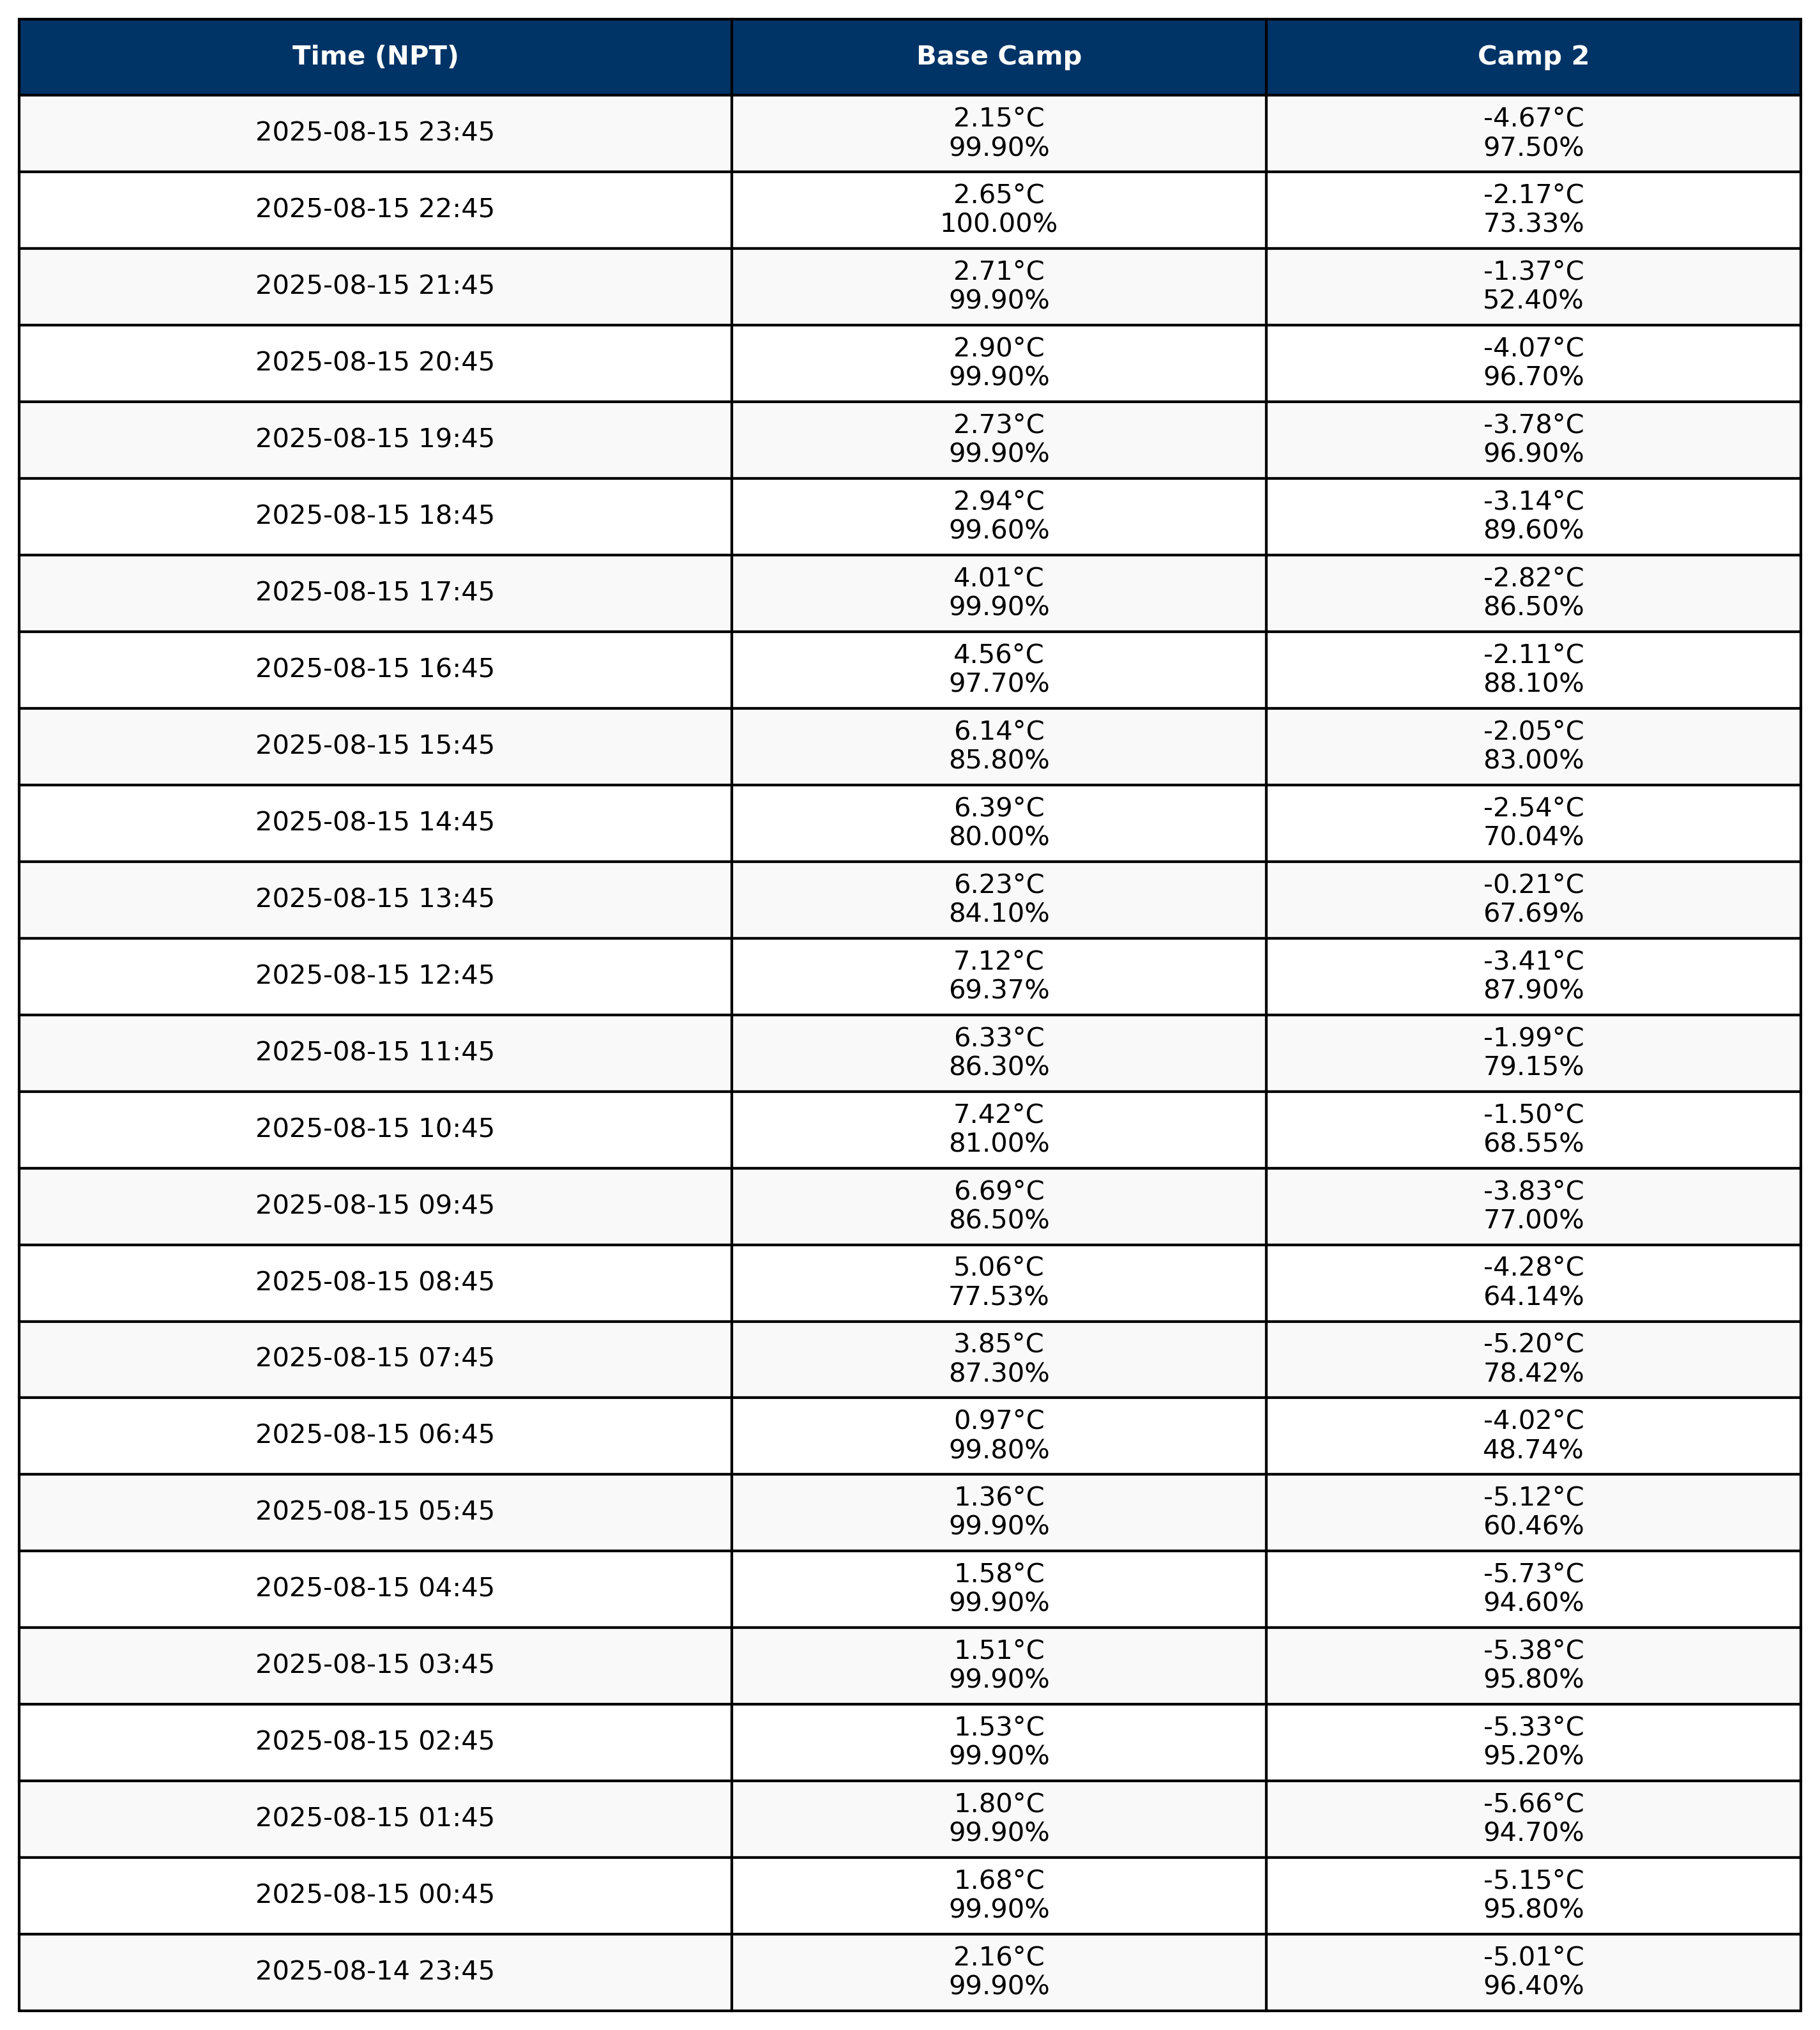 Time (NPT) Base Camp Camp 2
2025-08-15 23:45 2.15°C -4.67°C
99.90% 97.50%
2025-08-15 22:45 2.65°C -2.17°C
100.00% 73.33%
2025-08-15 21:45 2.71°C -1.37°C
99.90% 52.40%
2025-08-15 20:45 2.90°C -4.07°C
99.90% 96.70%
2025-08-15 19:45 2.73°C -3.78°C
99.90% 96.90%
2025-08-15 18:45 2.94°C -3.14°C
99.60% 89.60%
2025-08-15 17:45 4.01°C -2.82°C
99.90% 86.50%
2025-08-15 16:45 4.56°C -2.11°C
97.70% 88.10%
2025-08-15 15:45 6.14°C -2.05°C
85.80% 83.00%
2025-08-15 14:45 6.39°C -2.54°C
80.00% 70.04%
2025-08-15 13:45 6.23°C -0.21°C
84.10% 67.69%
2025-08-15 12:45 7.12°C -3.41°C
69.37% 87.90%
2025-08-15 11:45 6.33°C -1.99°C
86.30% 79.15%
2025-08-15 10:45 7.42°C -1.50°C
81.00% 68.55%
2025-08-15 09:45 6.69°C -3.83°C
86.50% 77.00%
2025-08-15 08:45 5.06°C -4.28°C
77.53% 64.14%
2025-08-15 07:45 3.85°C -5.20°C
87.30% 78.42%
2025-08-15 06:45 0.97°C -4.02°C
99.80% 48.74%
2025-08-15 05:45 1.36°C -5.12°C
99.90% 60.46%
2025-08-15 04:45 1.58°C -5.73°C
99.90% 94.60%
2025-08-15 03:45 1.51°C -5.38°C
99.90% 95.80%
2025-08-15 02:45 1.53°C -5.33°C
99.90% 95.20%
2025-08-15 01:45 1.80°C -5.66°C
99.90% 94.70%
2025-08-15 00:45 1.68°C -5.15°C
99.90% 95.80%
2025-08-14 23:45 2.16°C -5.01°C
99.90% 96.40%